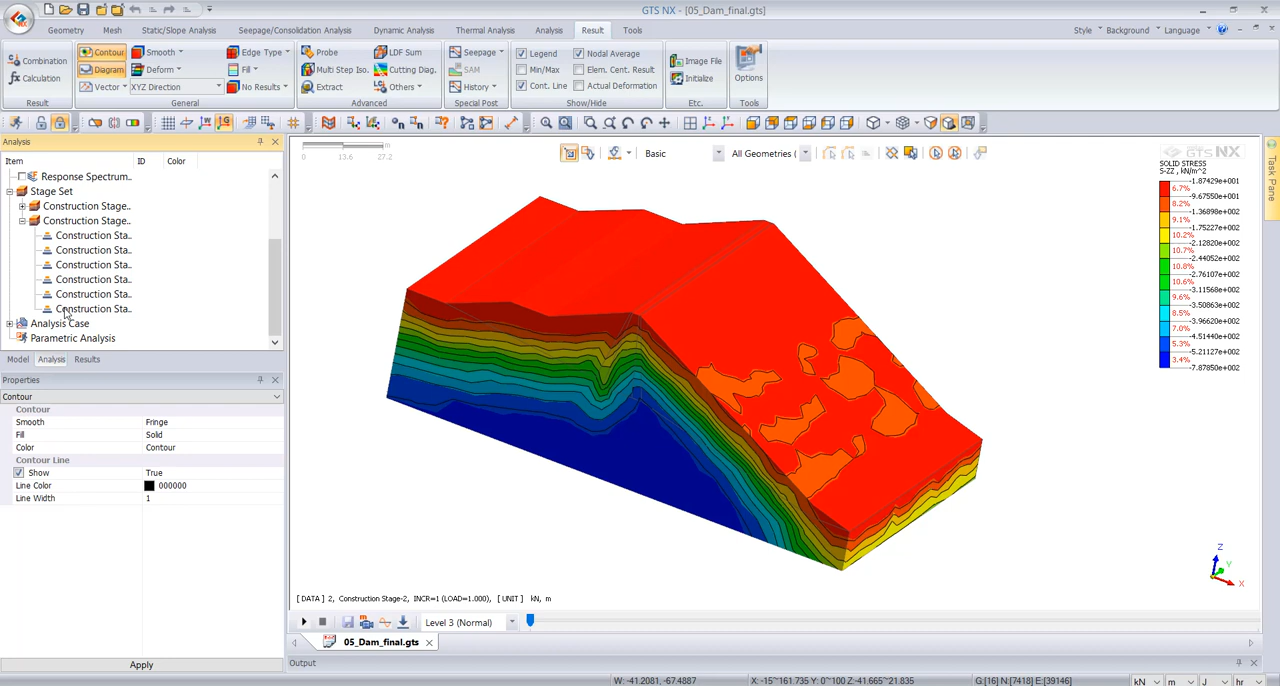 GTS NX - [05_Dam_final.gts]
Geometry Mesh Static/Slope Analysis Seepage/Consolidation Analysis Dynamic Analysis Thermal Analysis Analysis Result Tools Style Background Language
Combination Contour Smooth Edge Type Probe LDF Sum Seepage Legend Nodal Average Image File
Calculation Diagram Deform Fill Multi Step Iso. Cutting Diag. SAM Min/Max Elem. Cent. Result Initialize Options
Vector XYZ Direction No Results Extract Others History Cont. Line Actual Deformation
Result General Advanced Special Post Show/Hide Etc. Tools
Analysis
Item ID Color
Response Spectrum..
Stage Set
Construction Stage..
Construction Stage..
Construction Sta..
Construction Sta..
Construction Sta..
Construction Sta..
Construction Sta..
Construction Sta..
Analysis Case
Parametric Analysis
Model Analysis Results
Properties
Contour
Contour
Smooth Fringe
Fill Solid
Color Contour
Contour Line
Show True
Line Color 000000
Line Width 1
Apply
0 13.6 27.2 m
Basic All Geometries (
GTS NX
SOLID STRESS
S-ZZ , kN/m^2
-1.87429e+001
6.7%
-9.67550e+001
8.2%
-1.36898e+002
9.1%
-1.75227e+002
10.2%
-2.12820e+002
10.7%
-2.44052e+002
10.8%
-2.76107e+002
10.6%
-3.11574e+002
9.6%
-3.50863e+002
8.5%
-3.96620e+002
7.0%
-4.51440e+002
5.3%
-5.21127e+002
3.4%
-7.87850e+002
Z
Y
X
[ DATA ] 2, Construction Stage-2, INCR=1 (LOAD=1.000), [ UNIT ] kN, m
Level 3 (Normal)
05_Dam_final.gts
Output
Task Pane
W: -41.2081, -67.4887 X:-15~161.735 Y: 0~100 Z:-41.665~21.835 G:[16] N:[7418] E:[39146] kN m J hr